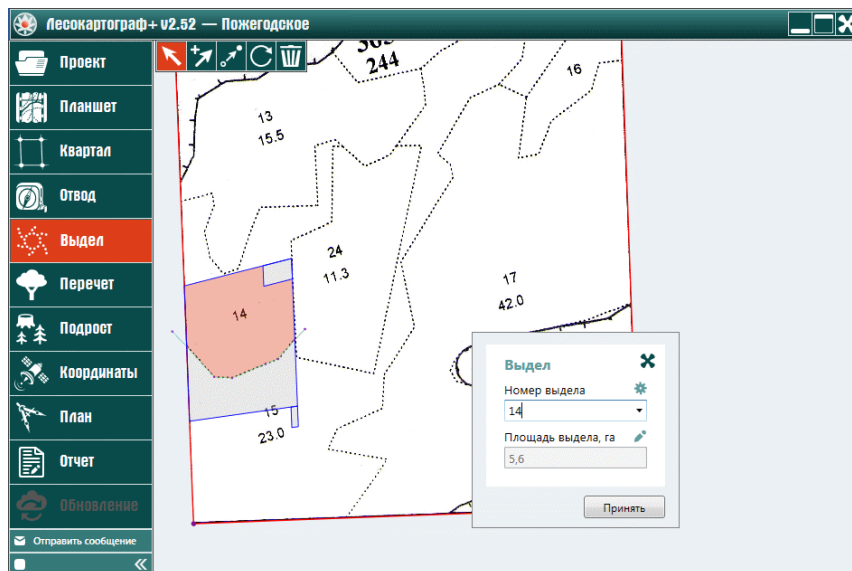 Лесокартограф+ v2.52 — Пожегодское
Проект
Планшет
Квартал
Отвод
Выдел
Перечет
Подрост
Координаты
План
Отчет
Обновление
Отправить сообщение
244
16
13
15.5
24
11.3
14
17
42.0
15
23.0
Выдел
Номер выдела
14
Площадь выдела, га
5,6
Принять